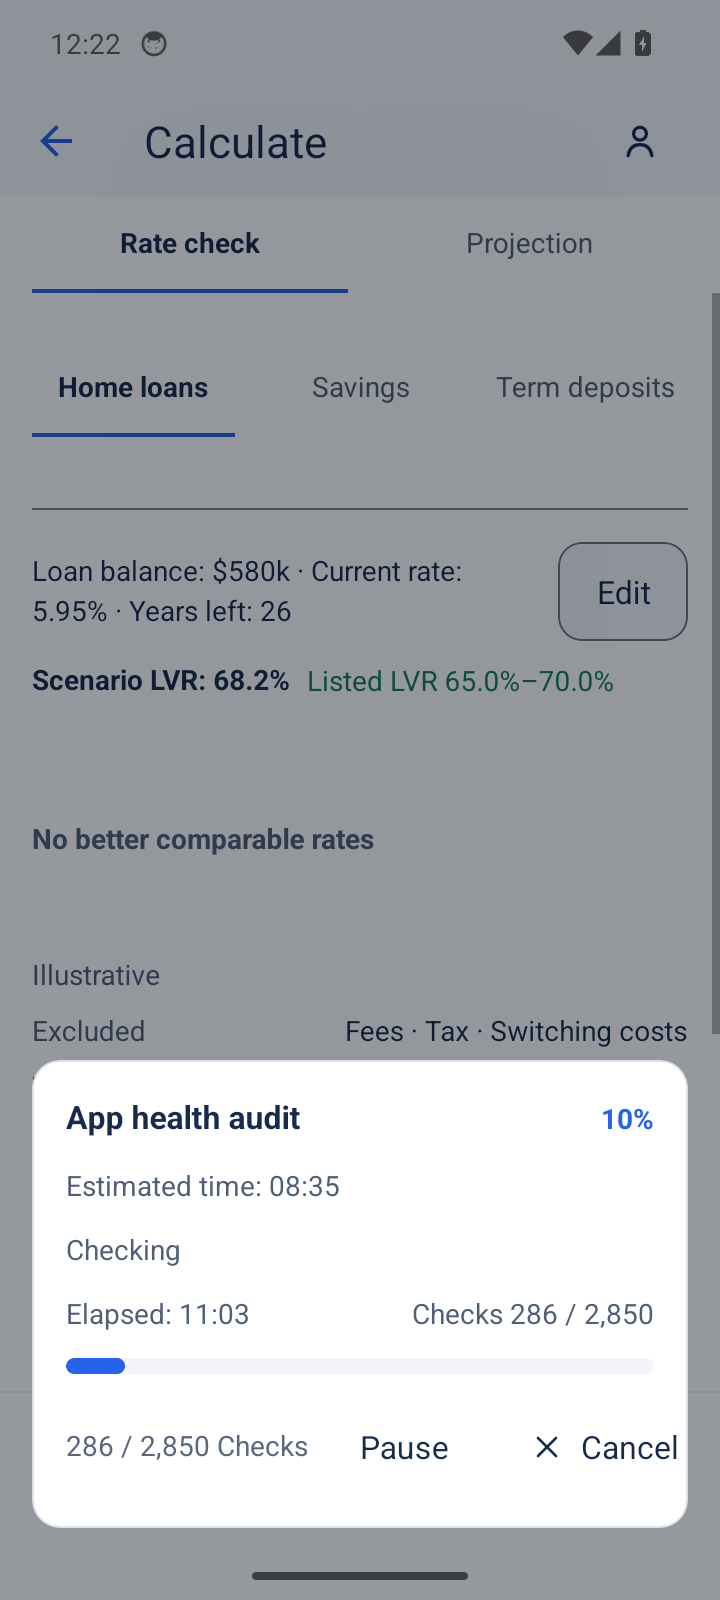 12:22
Calculate
Rate check
Projection
Home loans
Savings
Term deposits
Loan balance: $580k · Current rate:
5.95% · Years left: 26
Edit
Scenario LVR: 68.2%
Listed LVR 65.0%–70.0%
No better comparable rates
Illustrative
Excluded
Fees · Tax · Switching costs
App health audit
10%
Estimated time: 08:35
Checking
Elapsed: 11:03
Checks 286 / 2,850
286 / 2,850 Checks
Pause
Cancel